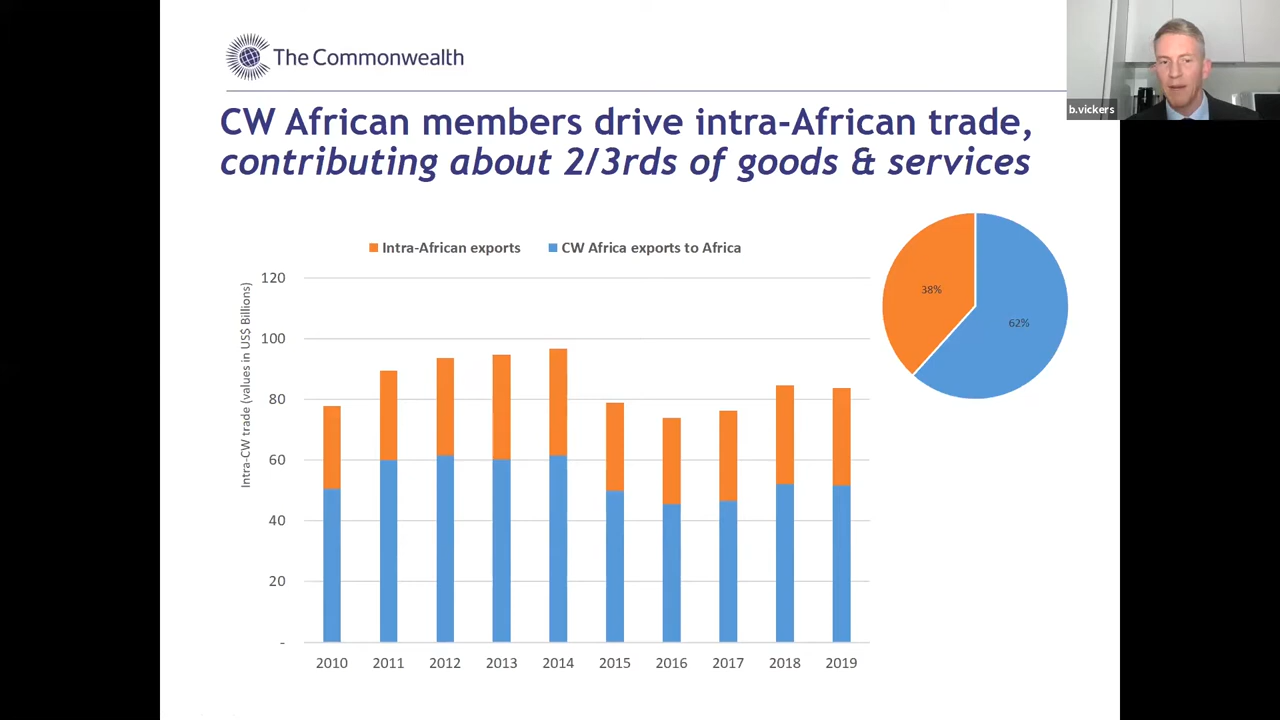 The Commonwealth
b.vickers
CW African members drive intra-African trade,
contributing about 2/3rds of goods & services
Intra-African exports
CW Africa exports to Africa
Intra-CW trade (values in US$ Billions)
120
100
80
60
40
20
-
2010 2011 2012 2013 2014 2015 2016 2017 2018 2019
38%
62%